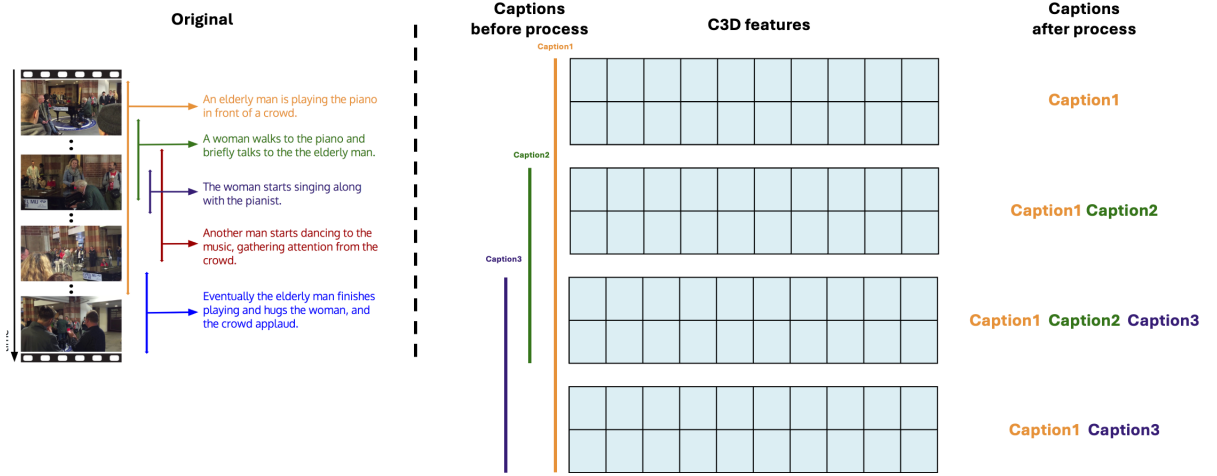 Original
An elderly man is playing the piano
in front of a crowd.
A woman walks to the piano and
briefly talks to the the elderly man.
The woman starts singing along
with the pianist.
Another man starts dancing to the
music, gathering attention from the
crowd.
Eventually the elderly man finishes
playing and hugs the woman, and
the crowd applaud.
Captions
before process
Caption1
Caption2
Caption3
C3D features
Captions
after process
Caption1
Caption1 Caption2
Caption1 Caption2 Caption3
Caption1 Caption3